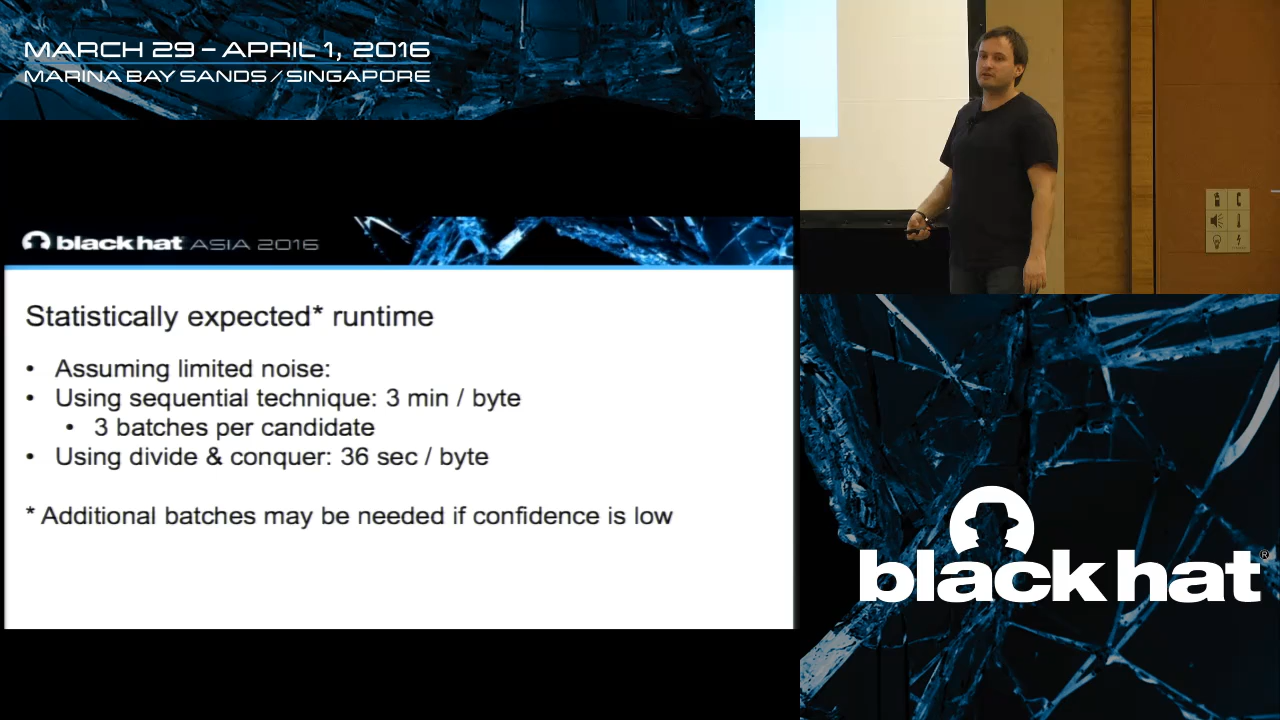 MARCH 29 – APRIL 1, 2016
MARINA BAY SANDS / SINGAPORE
black hat ASIA 2016
Statistically expected* runtime
• Assuming limited noise:
• Using sequential technique: 3 min / byte
• 3 batches per candidate
• Using divide & conquer: 36 sec / byte
* Additional batches may be needed if confidence is low
black hat®